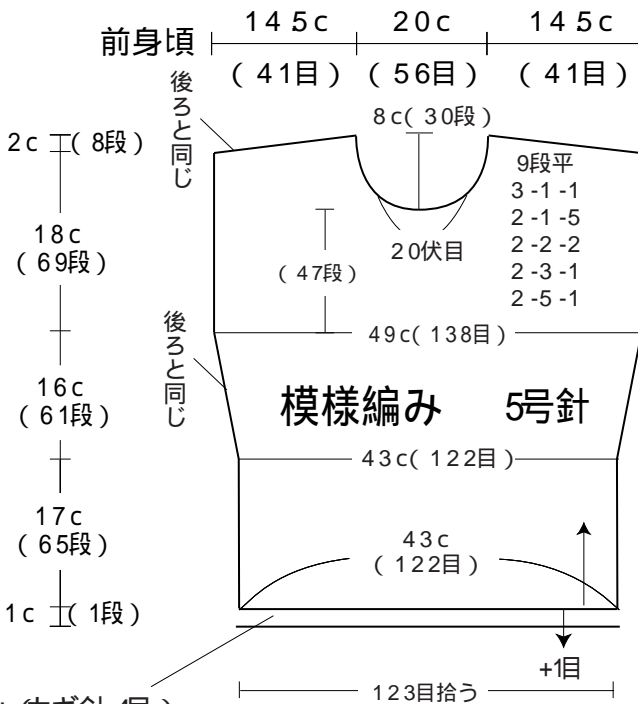 前身頃
14.5c 20c 14.5c
(41目) (56目) (41目)
後ろと同じ
8c(30段)
2c (8段)
9段平
3-1-1
2-1-5
2-2-2
2-3-1
2-5-1
18c
(69段)
20伏目
(47段)
後ろと同じ
49c(138目)
16c
(61段)
模様編み 5号針
43c(122目)
17c
(65段)
43c
(122目)
1c (1段)
+1目
123目拾う